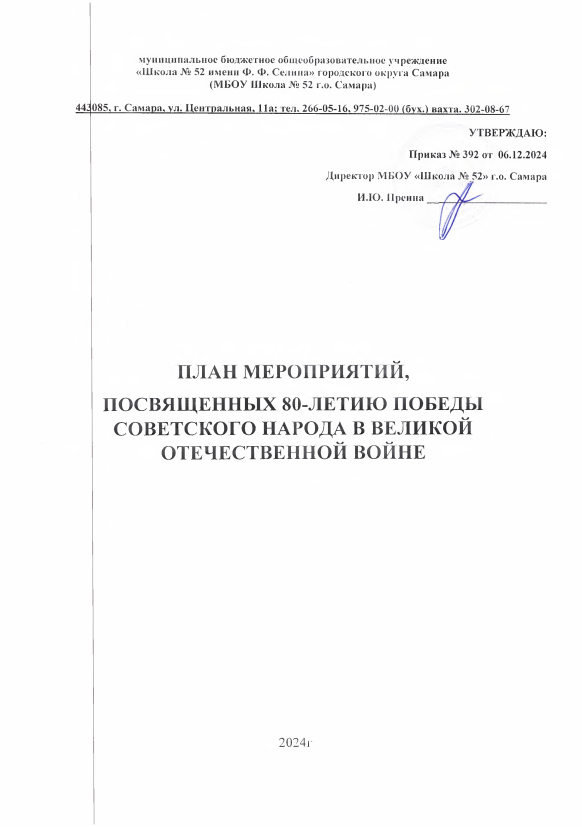 муниципальное бюджетное общеобразовательное учреждение
«Школа № 52 имени Ф. Ф. Селина» городского округа Самара
(МБОУ Школа № 52 г.о. Самара)
443085, г. Самара, ул. Центральная, 11а; тел. 266-05-16, 975-02-00 (бух.) вахта. 302-08-67
УТВЕРЖДАЮ:
Приказ № 392 от 06.12.2024
Директор МБОУ «Школа № 52» г.о. Самара
И.Ю. Преина
ПЛАН МЕРОПРИЯТИЙ,
ПОСВЯЩЕННЫХ 80-ЛЕТИЮ ПОБЕДЫ
СОВЕТСКОГО НАРОДА В ВЕЛИКОЙ
ОТЕЧЕСТВЕННОЙ ВОЙНЕ
2024г